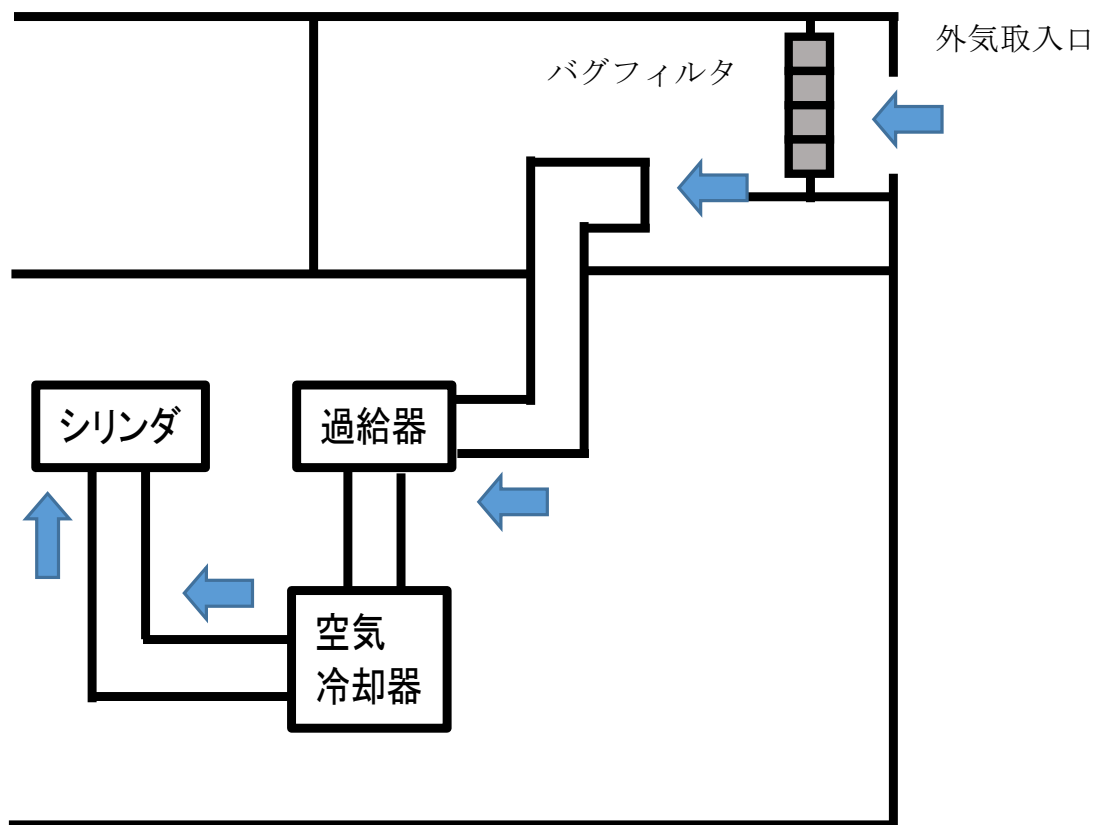 外気取入口
バグフィルタ
シリンダ
過給器
空気
冷却器